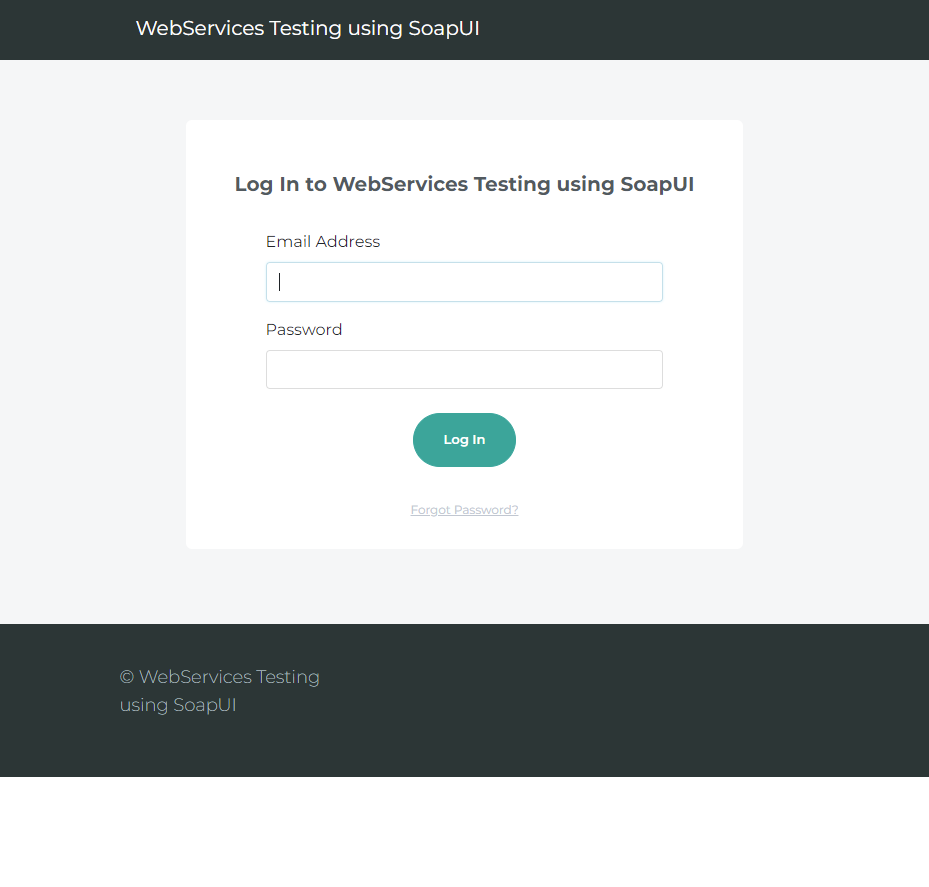 WebServices Testing using SoapUI
Log In to WebServices Testing using SoapUI
Email Address
Password
Log In
Forgot Password?
© WebServices Testing
using SoapUI